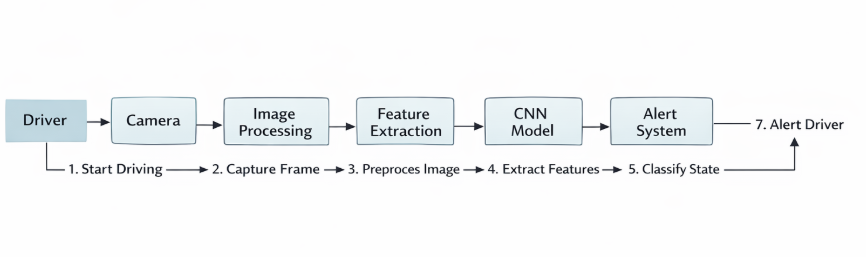 Driver
Camera
Image
Processing
Feature
Extraction
CNN
Model
Alert
System
7. Alert Driver
1. Start Driving
2. Capture Frame
3. Preproces Image
4. Extract Features
5. Classify State